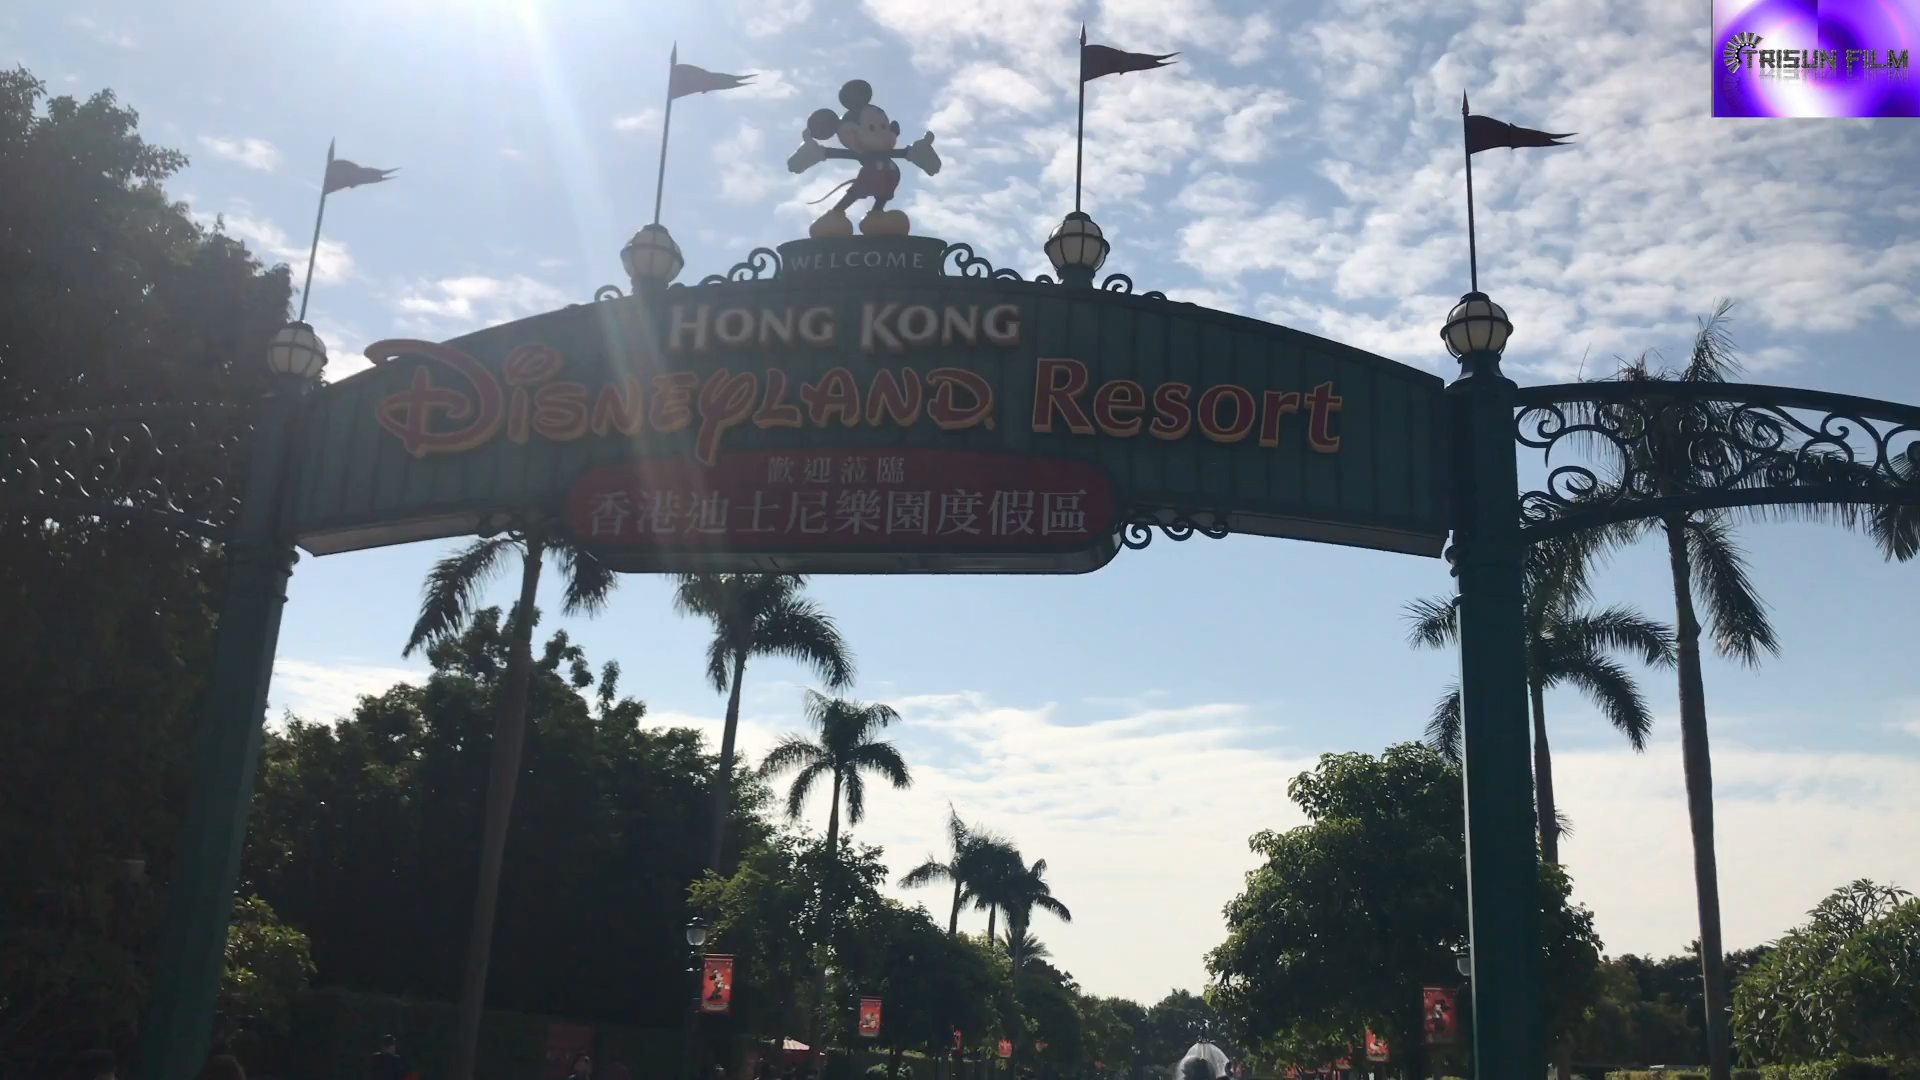 TRISUN FILM
WELCOME
HONG KONG
DISNEYLAND Resort
歡迎蒞臨
香港迪士尼樂園度假區